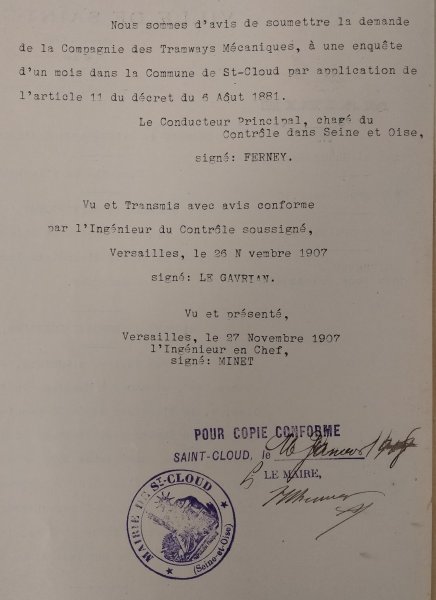 Nous sommes d'avis de soumettre la demande
de la Compagnie des Tramways Mécaniques, à une enquête
d'un mois dans la Commune de St-Cloud par application de
l'article 11 du décret du 6 Aôut 1881.
Le Conducteur Principal, chagé du
Contrôle dans Seine et Oise,
signé: FERNEY.
Vu et Transmis avec avis conforme
par l'Ingénieur du Contrôle soussigné,
Versailles, le 26 N vembre 1907
signé: LE GAVRIAN.
Vu et présenté,
Versailles, le 27 Novembre 1907
l'Ingénieur en Chef,
signé: MINET
POUR COPIE CONFORME
SAINT-CLOUD, le Janvier
LE MAIRE,
MAIRIE DE ST-CLOUD
(Seine-et-Oise)